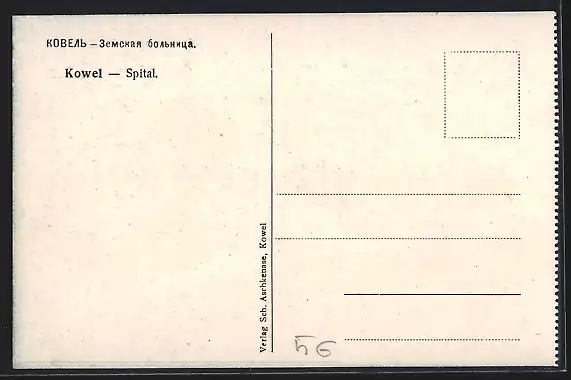 КОВЕЛЬ – Земская больница.
Kowel — Spital.
Verlag Sch. Aschkenase, Kowel
56